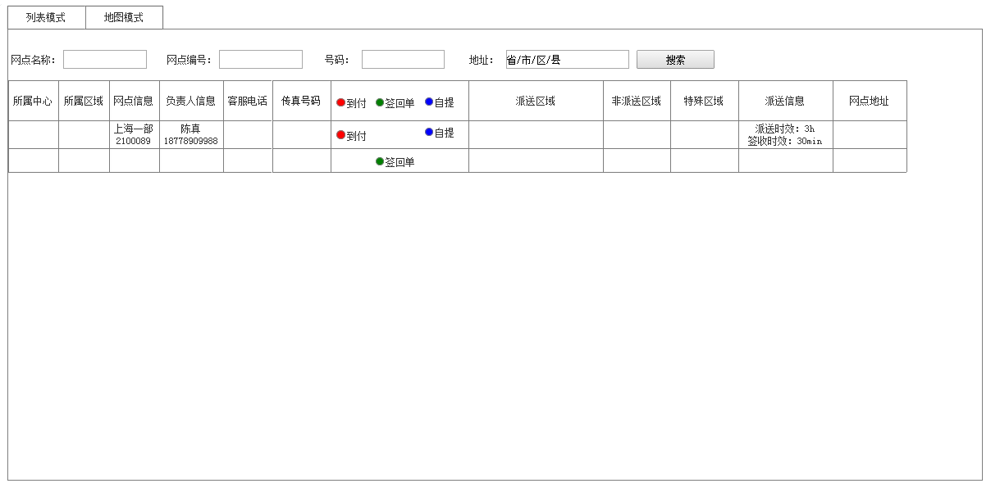 列表模式 地图模式
网点名称： 网点编号： 号码： 地址： 省/市/区/县 搜索
所属中心 所属区域 网点信息 负责人信息 客服电话 传真号码 到付 签回单 自提 派送区域 非派送区域 特殊区域 派送信息 网点地址
上海一部 陈真 到付 自提 派送时效：3h
2100089 18778909988 签收时效：30min
签回单